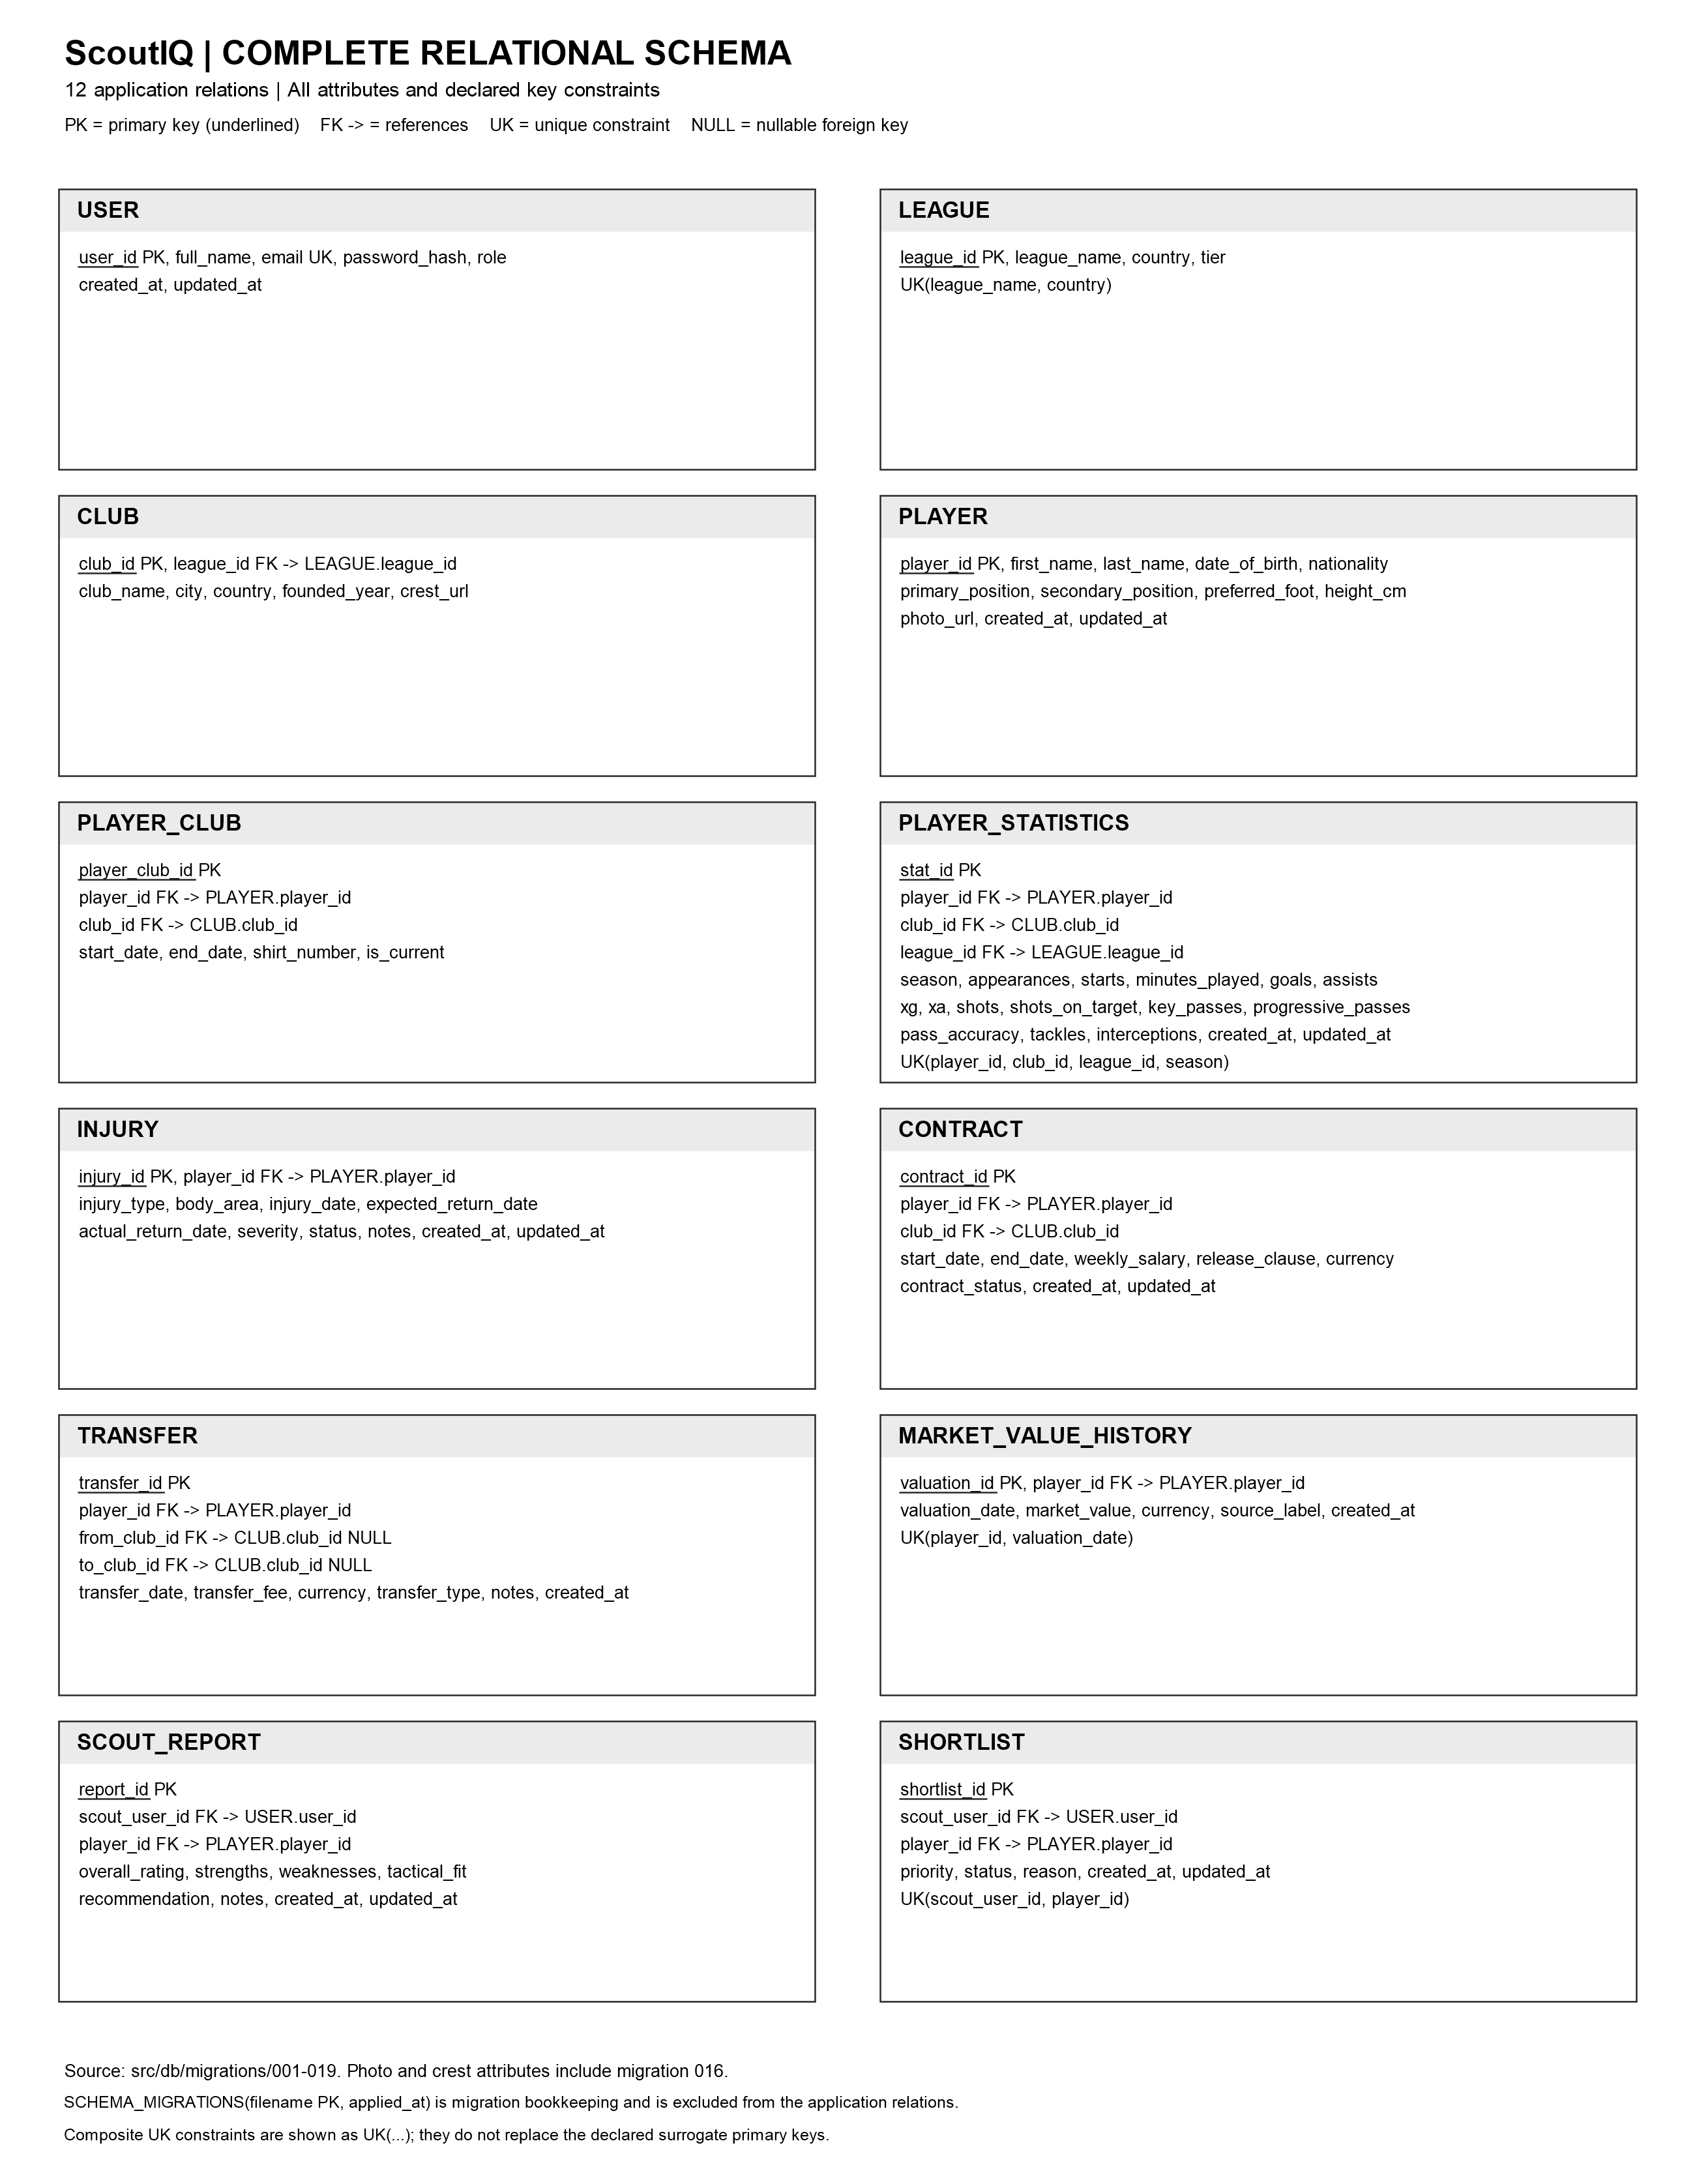 ScoutIQ | COMPLETE RELATIONAL SCHEMA
12 application relations | All attributes and declared key constraints
PK = primary key (underlined)    FK -> = references    UK = unique constraint    NULL = nullable foreign key
USER
user_id PK, full_name, email UK, password_hash, role
created_at, updated_at
LEAGUE
league_id PK, league_name, country, tier
UK(league_name, country)
CLUB
club_id PK, league_id FK -> LEAGUE.league_id
club_name, city, country, founded_year, crest_url
PLAYER
player_id PK, first_name, last_name, date_of_birth, nationality
primary_position, secondary_position, preferred_foot, height_cm
photo_url, created_at, updated_at
PLAYER_CLUB
player_club_id PK
player_id FK -> PLAYER.player_id
club_id FK -> CLUB.club_id
start_date, end_date, shirt_number, is_current
PLAYER_STATISTICS
stat_id PK
player_id FK -> PLAYER.player_id
club_id FK -> CLUB.club_id
league_id FK -> LEAGUE.league_id
season, appearances, starts, minutes_played, goals, assists
xg, xa, shots, shots_on_target, key_passes, progressive_passes
pass_accuracy, tackles, interceptions, created_at, updated_at
UK(player_id, club_id, league_id, season)
INJURY
injury_id PK, player_id FK -> PLAYER.player_id
injury_type, body_area, injury_date, expected_return_date
actual_return_date, severity, status, notes, created_at, updated_at
CONTRACT
contract_id PK
player_id FK -> PLAYER.player_id
club_id FK -> CLUB.club_id
start_date, end_date, weekly_salary, release_clause, currency
contract_status, created_at, updated_at
TRANSFER
transfer_id PK
player_id FK -> PLAYER.player_id
from_club_id FK -> CLUB.club_id NULL
to_club_id FK -> CLUB.club_id NULL
transfer_date, transfer_fee, currency, transfer_type, notes, created_at
MARKET_VALUE_HISTORY
valuation_id PK, player_id FK -> PLAYER.player_id
valuation_date, market_value, currency, source_label, created_at
UK(player_id, valuation_date)
SCOUT_REPORT
report_id PK
scout_user_id FK -> USER.user_id
player_id FK -> PLAYER.player_id
overall_rating, strengths, weaknesses, tactical_fit
recommendation, notes, created_at, updated_at
SHORTLIST
shortlist_id PK
scout_user_id FK -> USER.user_id
player_id FK -> PLAYER.player_id
priority, status, reason, created_at, updated_at
UK(scout_user_id, player_id)
Source: src/db/migrations/001-019. Photo and crest attributes include migration 016.
SCHEMA_MIGRATIONS(filename PK, applied_at) is migration bookkeeping and is excluded from the application relations.
Composite UK constraints are shown as UK(...); they do not replace the declared surrogate primary keys.